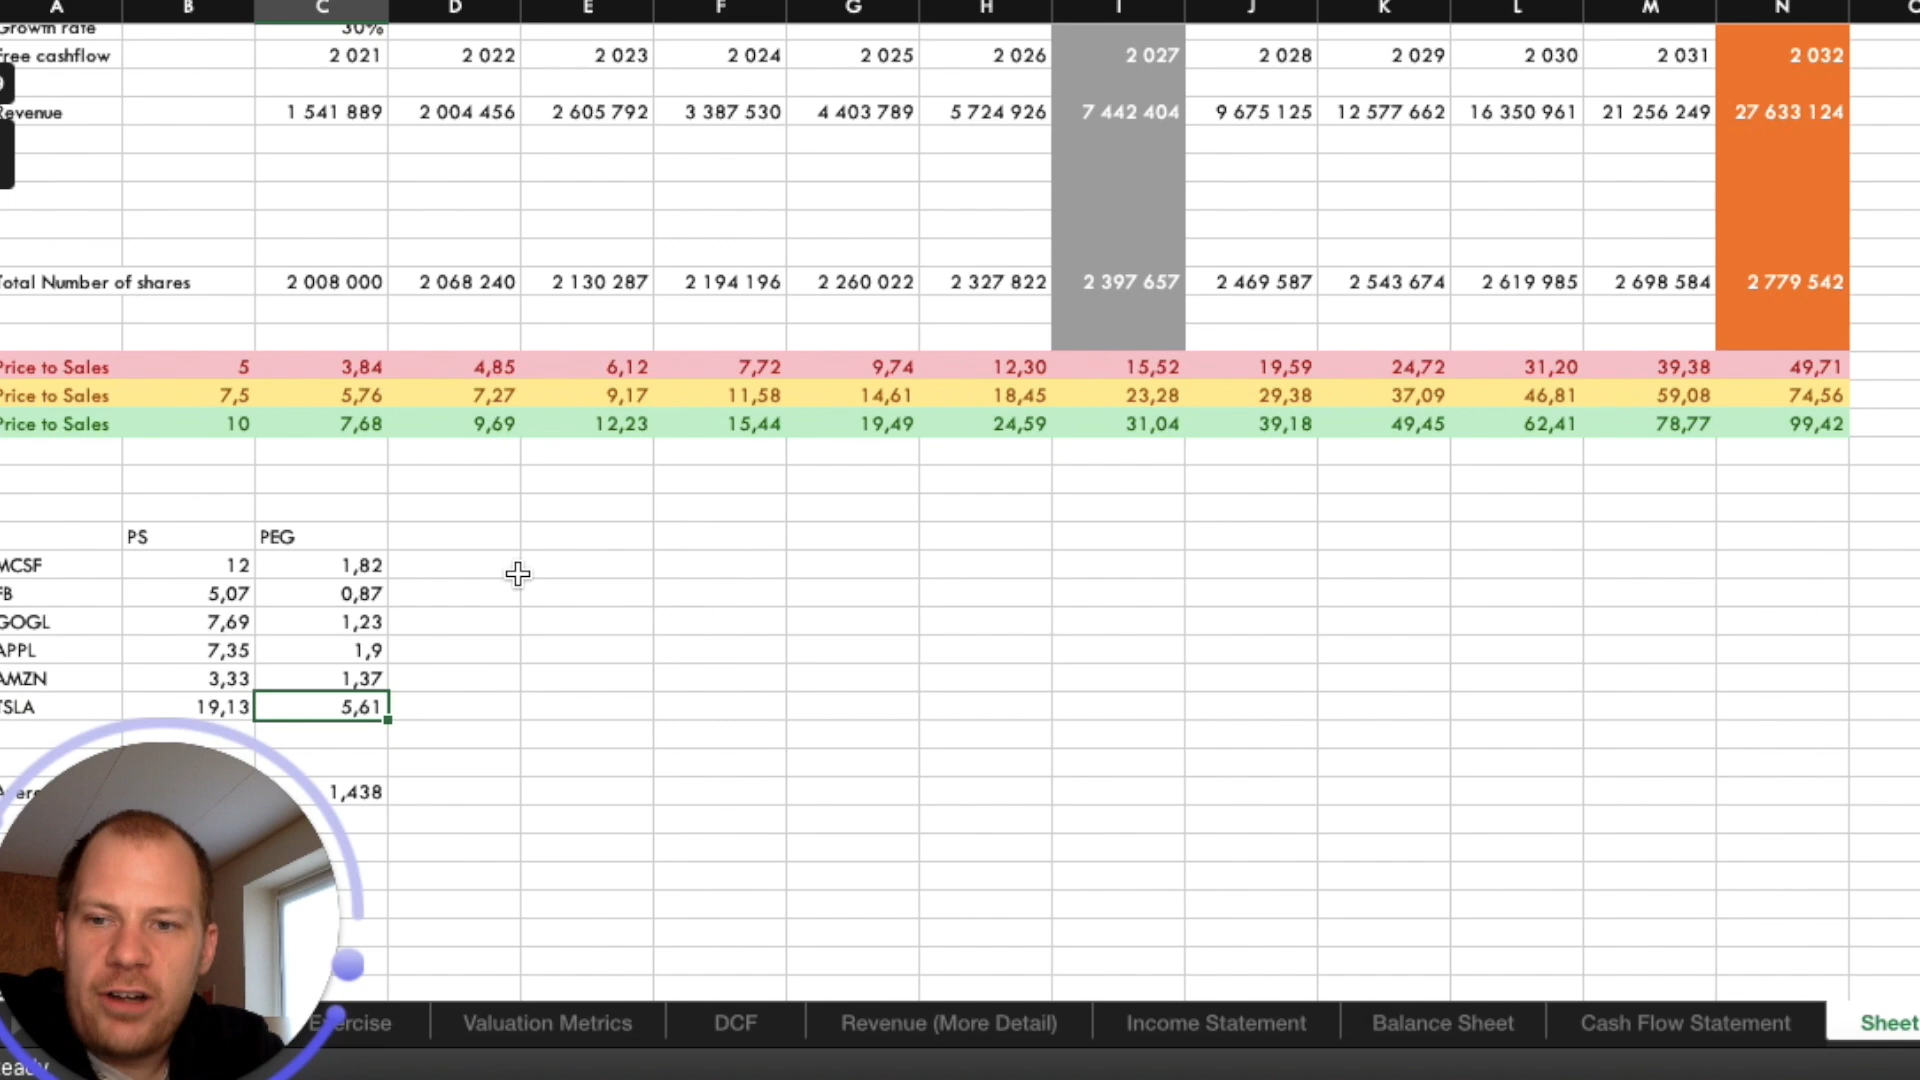 A B C D E F G H I J K L M N
Growth rate 30%
Free cashflow 2 021 2 022 2 023 2 024 2 025 2 026 2 027 2 028 2 029 2 030 2 031 2 032
Revenue 1 541 889 2 004 456 2 605 792 3 387 530 4 403 789 5 724 926 7 442 404 9 675 125 12 577 662 16 350 961 21 256 249 27 633 124
Total Number of shares 2 008 000 2 068 240 2 130 287 2 194 196 2 260 022 2 327 822 2 397 657 2 469 587 2 543 674 2 619 985 2 698 584 2 779 542
Price to Sales 5 3,84 4,85 6,12 7,72 9,74 12,30 15,52 19,59 24,72 31,20 39,38 49,71
Price to Sales 7,5 5,76 7,27 9,17 11,58 14,61 18,45 23,28 29,38 37,09 46,81 59,08 74,56
Price to Sales 10 7,68 9,69 12,23 15,44 19,49 24,59 31,04 39,18 49,45 62,41 78,77 99,42
PS PEG
MCSF 12 1,82
FB 5,07 0,87
GOGL 7,69 1,23
APPL 7,35 1,9
AMZN 3,33 1,37
TSLA 19,13 5,61
1,438
Exercise Valuation Metrics DCF Revenue (More Detail) Income Statement Balance Sheet Cash Flow Statement Sheet